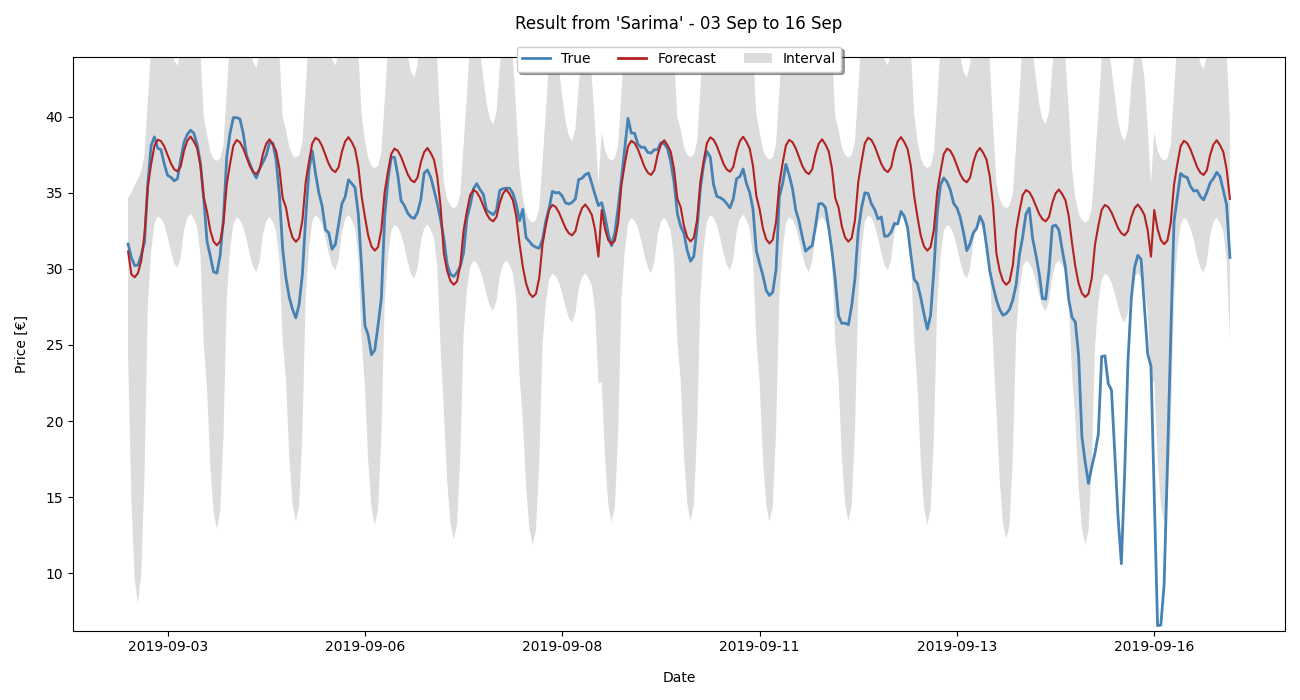 Result from 'Sarima' - 03 Sep to 16 Sep
True Forecast Interval
40
35
30
25
20
15
10
Price [€]
2019-09-03 2019-09-06 2019-09-08 2019-09-11 2019-09-13 2019-09-16
Date